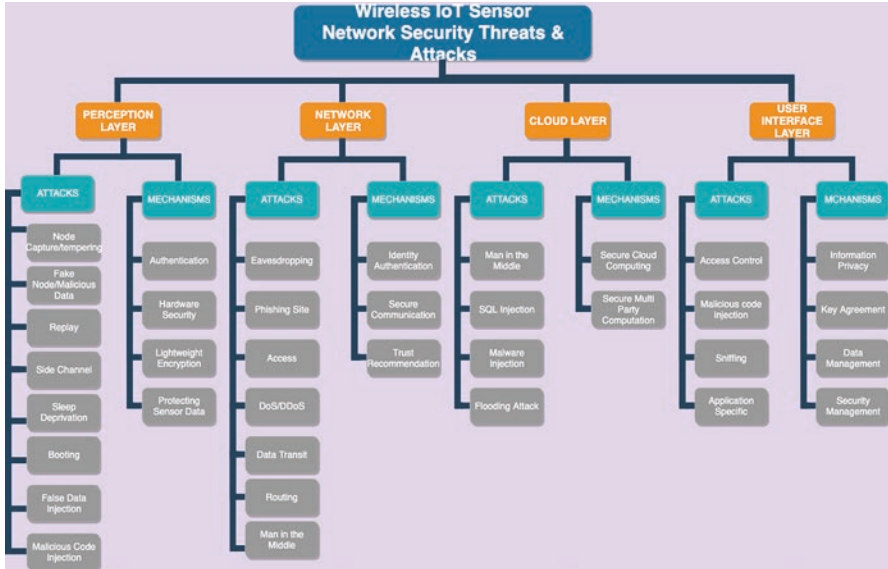 Wireless IoT Sensor
Network Security Threats &
Attacks
PERCEPTION
LAYER
NETWORK
LAYER
CLOUD LAYER
USER
INTERFACE
LAYER
ATTACKS
MECHANISMS
ATTACKS
MECHANISMS
ATTACKS
MECHANISMS
ATTACKS
MCHANISMS
Node
Capture/tempering
Fake
Node/Malicious
Data
Replay
Side Channel
Sleep
Deprivation
Booting
False Data
Injection
Malicious Code
Injection
Authentication
Hardware
Security
Lightweight
Encryption
Protecting
Sensor Data
Eavesdropping
Phishing Site
Access
DoS/DDoS
Data Transit
Routing
Man in the
Middle
Identity
Authentication
Secure
Communication
Trust
Recommendation
Man in the
Middle
SQL Injection
Malware
Injection
Flooding Attack
Secure Cloud
Computing
Secure Multi
Party
Computation
Access Control
Malicious code
injection
Sniffing
Application
Specific
Information
Privacy
Key Agreement
Data
Management
Security
Management